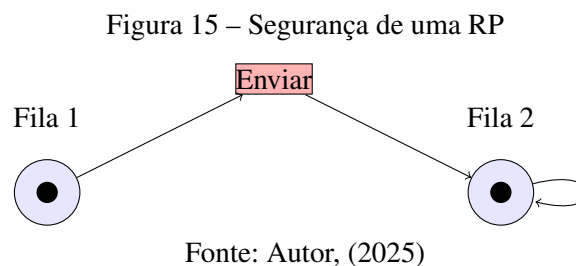 Figura 15 – Segurança de uma RP
Enviar
Fila 1
Fila 2
Fonte: Autor, (2025)